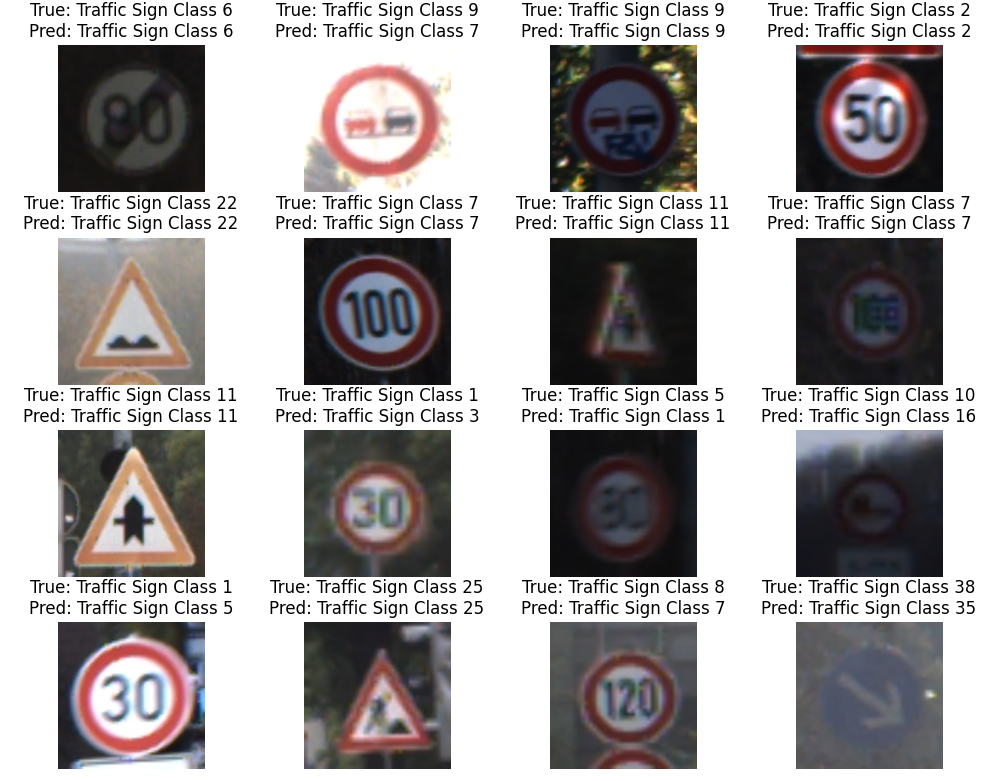 True: Traffic Sign Class 6
Pred: Traffic Sign Class 6
True: Traffic Sign Class 9
Pred: Traffic Sign Class 7
True: Traffic Sign Class 9
Pred: Traffic Sign Class 9
True: Traffic Sign Class 2
Pred: Traffic Sign Class 2
80
50
True: Traffic Sign Class 22
Pred: Traffic Sign Class 22
True: Traffic Sign Class 7
Pred: Traffic Sign Class 7
True: Traffic Sign Class 11
Pred: Traffic Sign Class 11
True: Traffic Sign Class 7
Pred: Traffic Sign Class 7
100
True: Traffic Sign Class 11
Pred: Traffic Sign Class 11
True: Traffic Sign Class 1
Pred: Traffic Sign Class 3
True: Traffic Sign Class 5
Pred: Traffic Sign Class 1
True: Traffic Sign Class 10
Pred: Traffic Sign Class 16
30
True: Traffic Sign Class 1
Pred: Traffic Sign Class 5
True: Traffic Sign Class 25
Pred: Traffic Sign Class 25
True: Traffic Sign Class 8
Pred: Traffic Sign Class 7
True: Traffic Sign Class 38
Pred: Traffic Sign Class 35
30
120